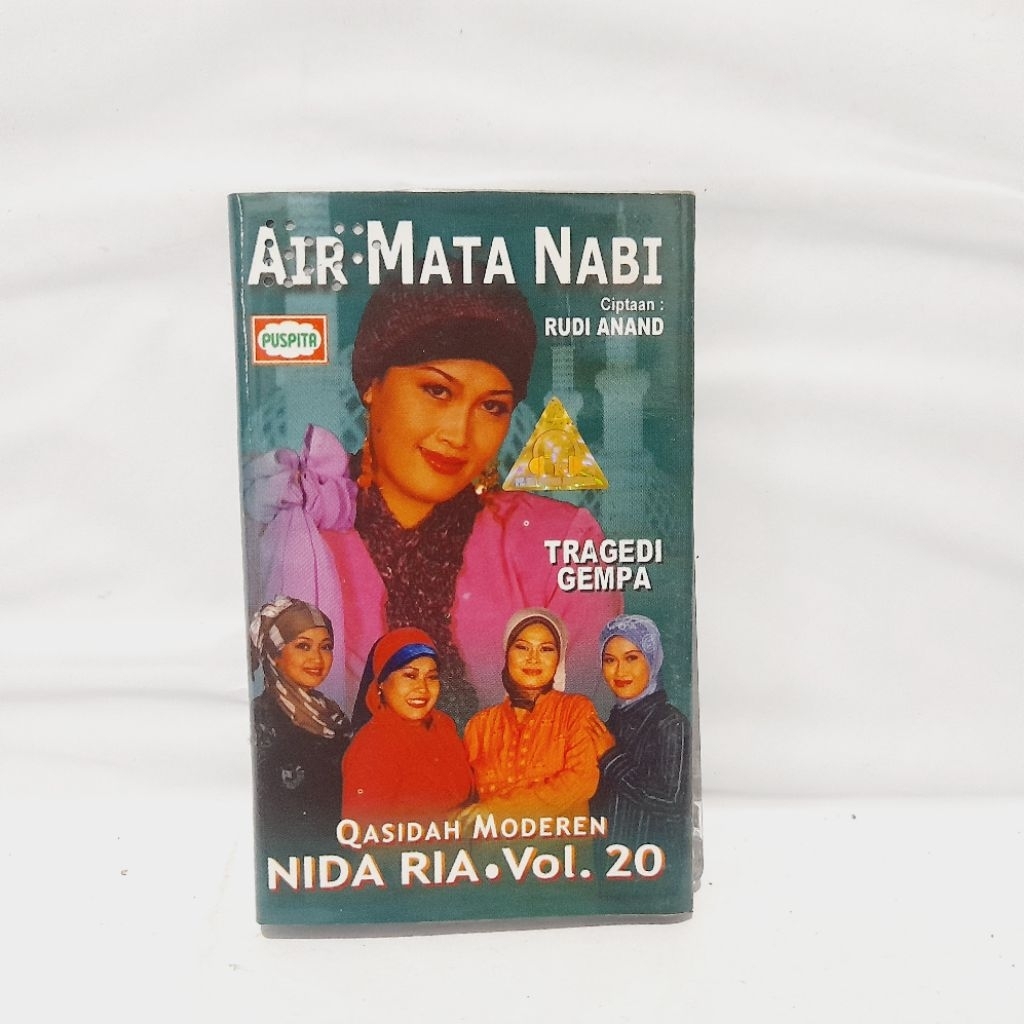 AIR MATA NABI
Ciptaan :
RUDI ANAND
PUSPITA
TRAGEDI
GEMPA
QASIDAH MODEREN
NIDA RIA • Vol. 20